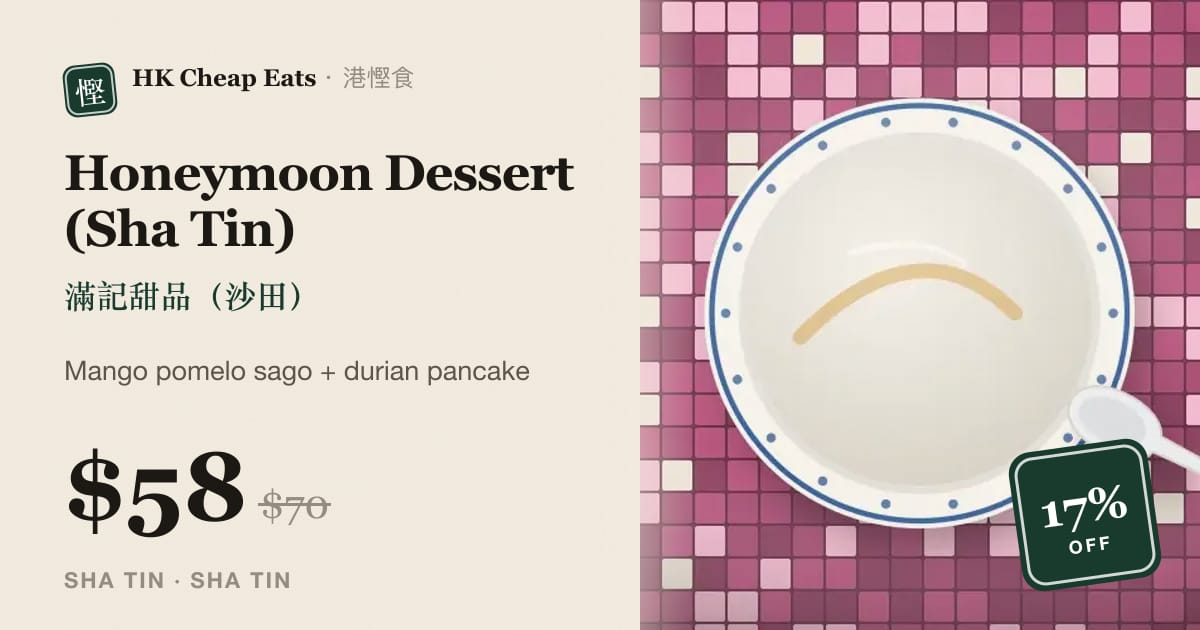 慳
HK Cheap Eats · 港慳食
Honeymoon Dessert
(Sha Tin)
滿記甜品（沙田）
Mango pomelo sago + durian pancake
$58 $70
SHA TIN · SHA TIN
17%
OFF